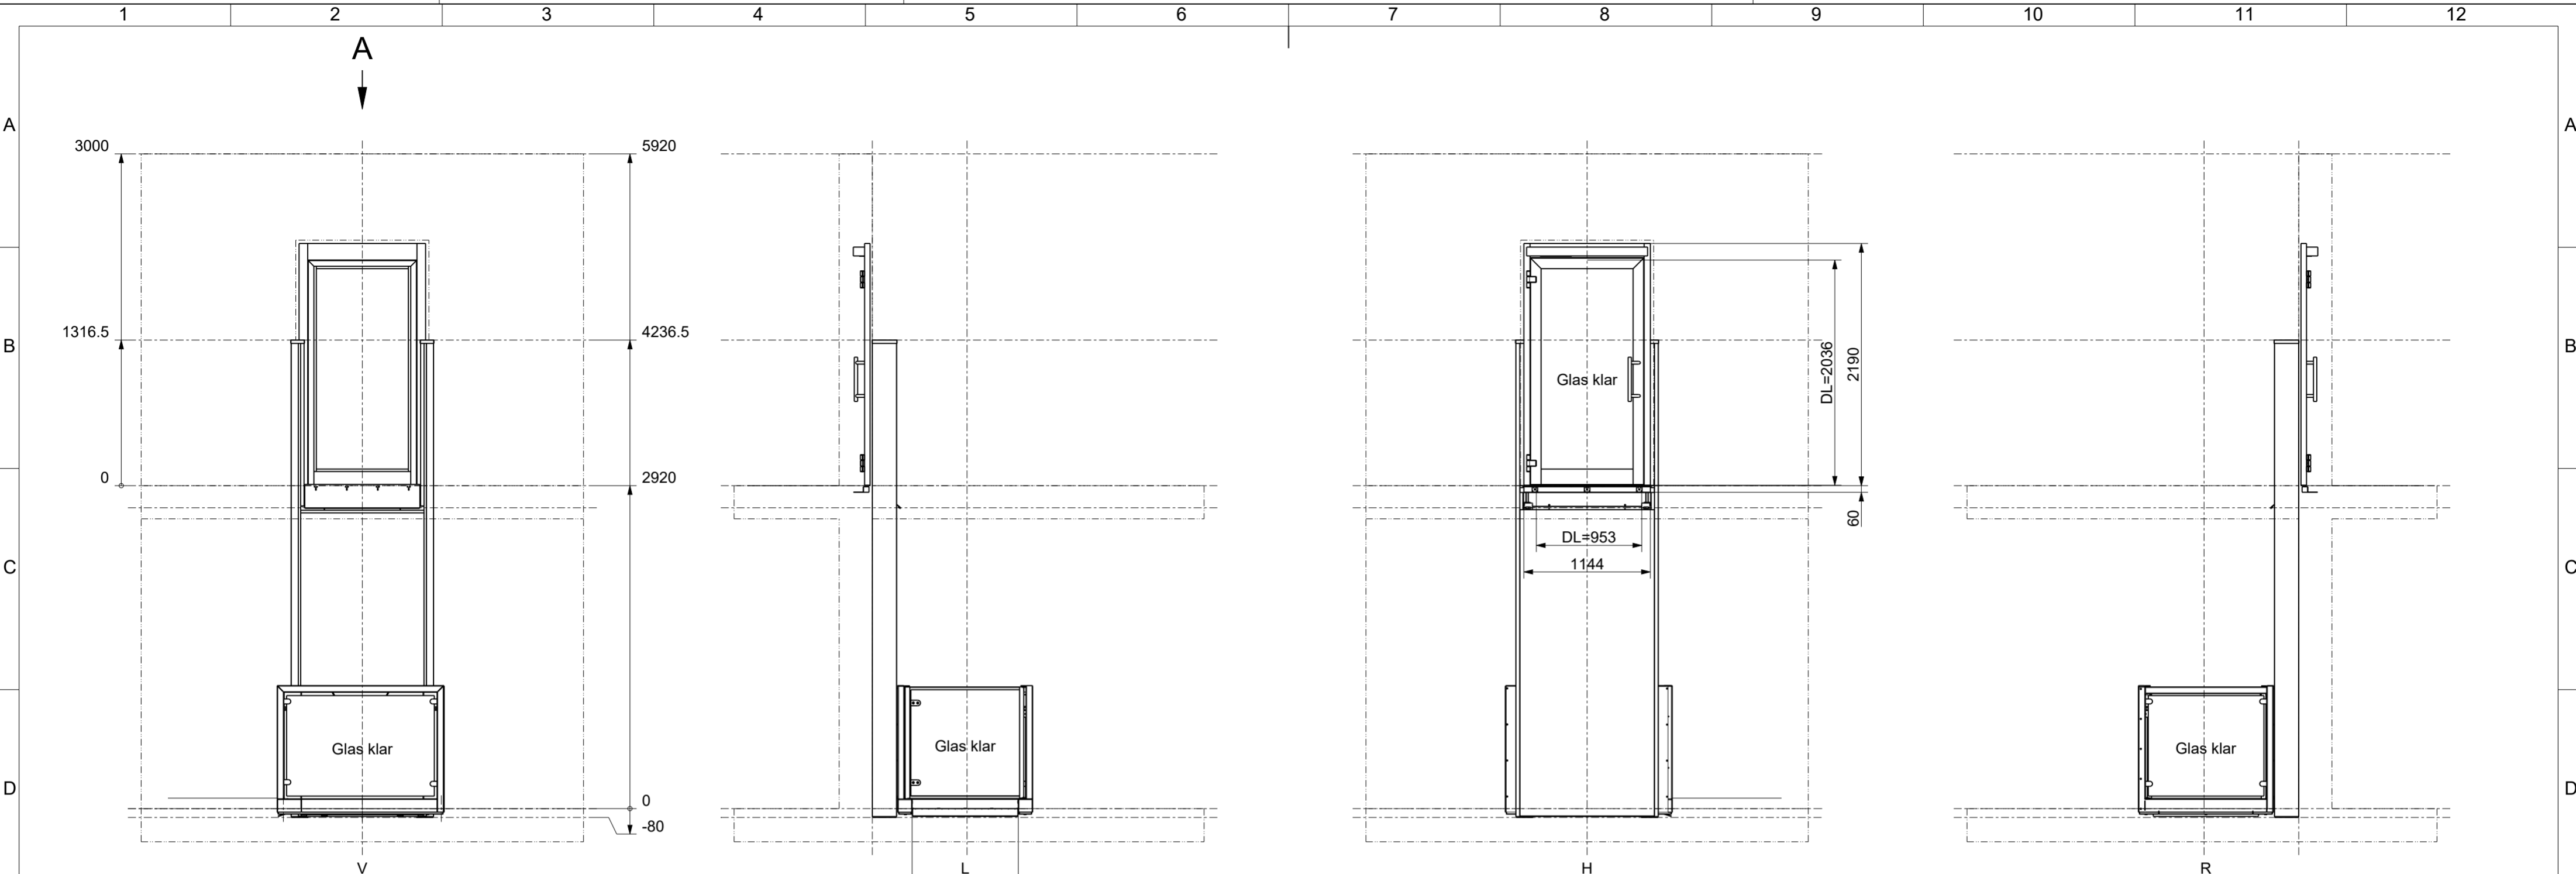 1 2 3 4 5 6 7 8 9 10 11 12
A
A A
3000 5920
1316.5 4236.5
B B
DL=2036
2190
Glas klar
0 2920
60
DL=953
C 1144 C
Glas klar Glas klar Glas klar
D D
0
-80
V L H R